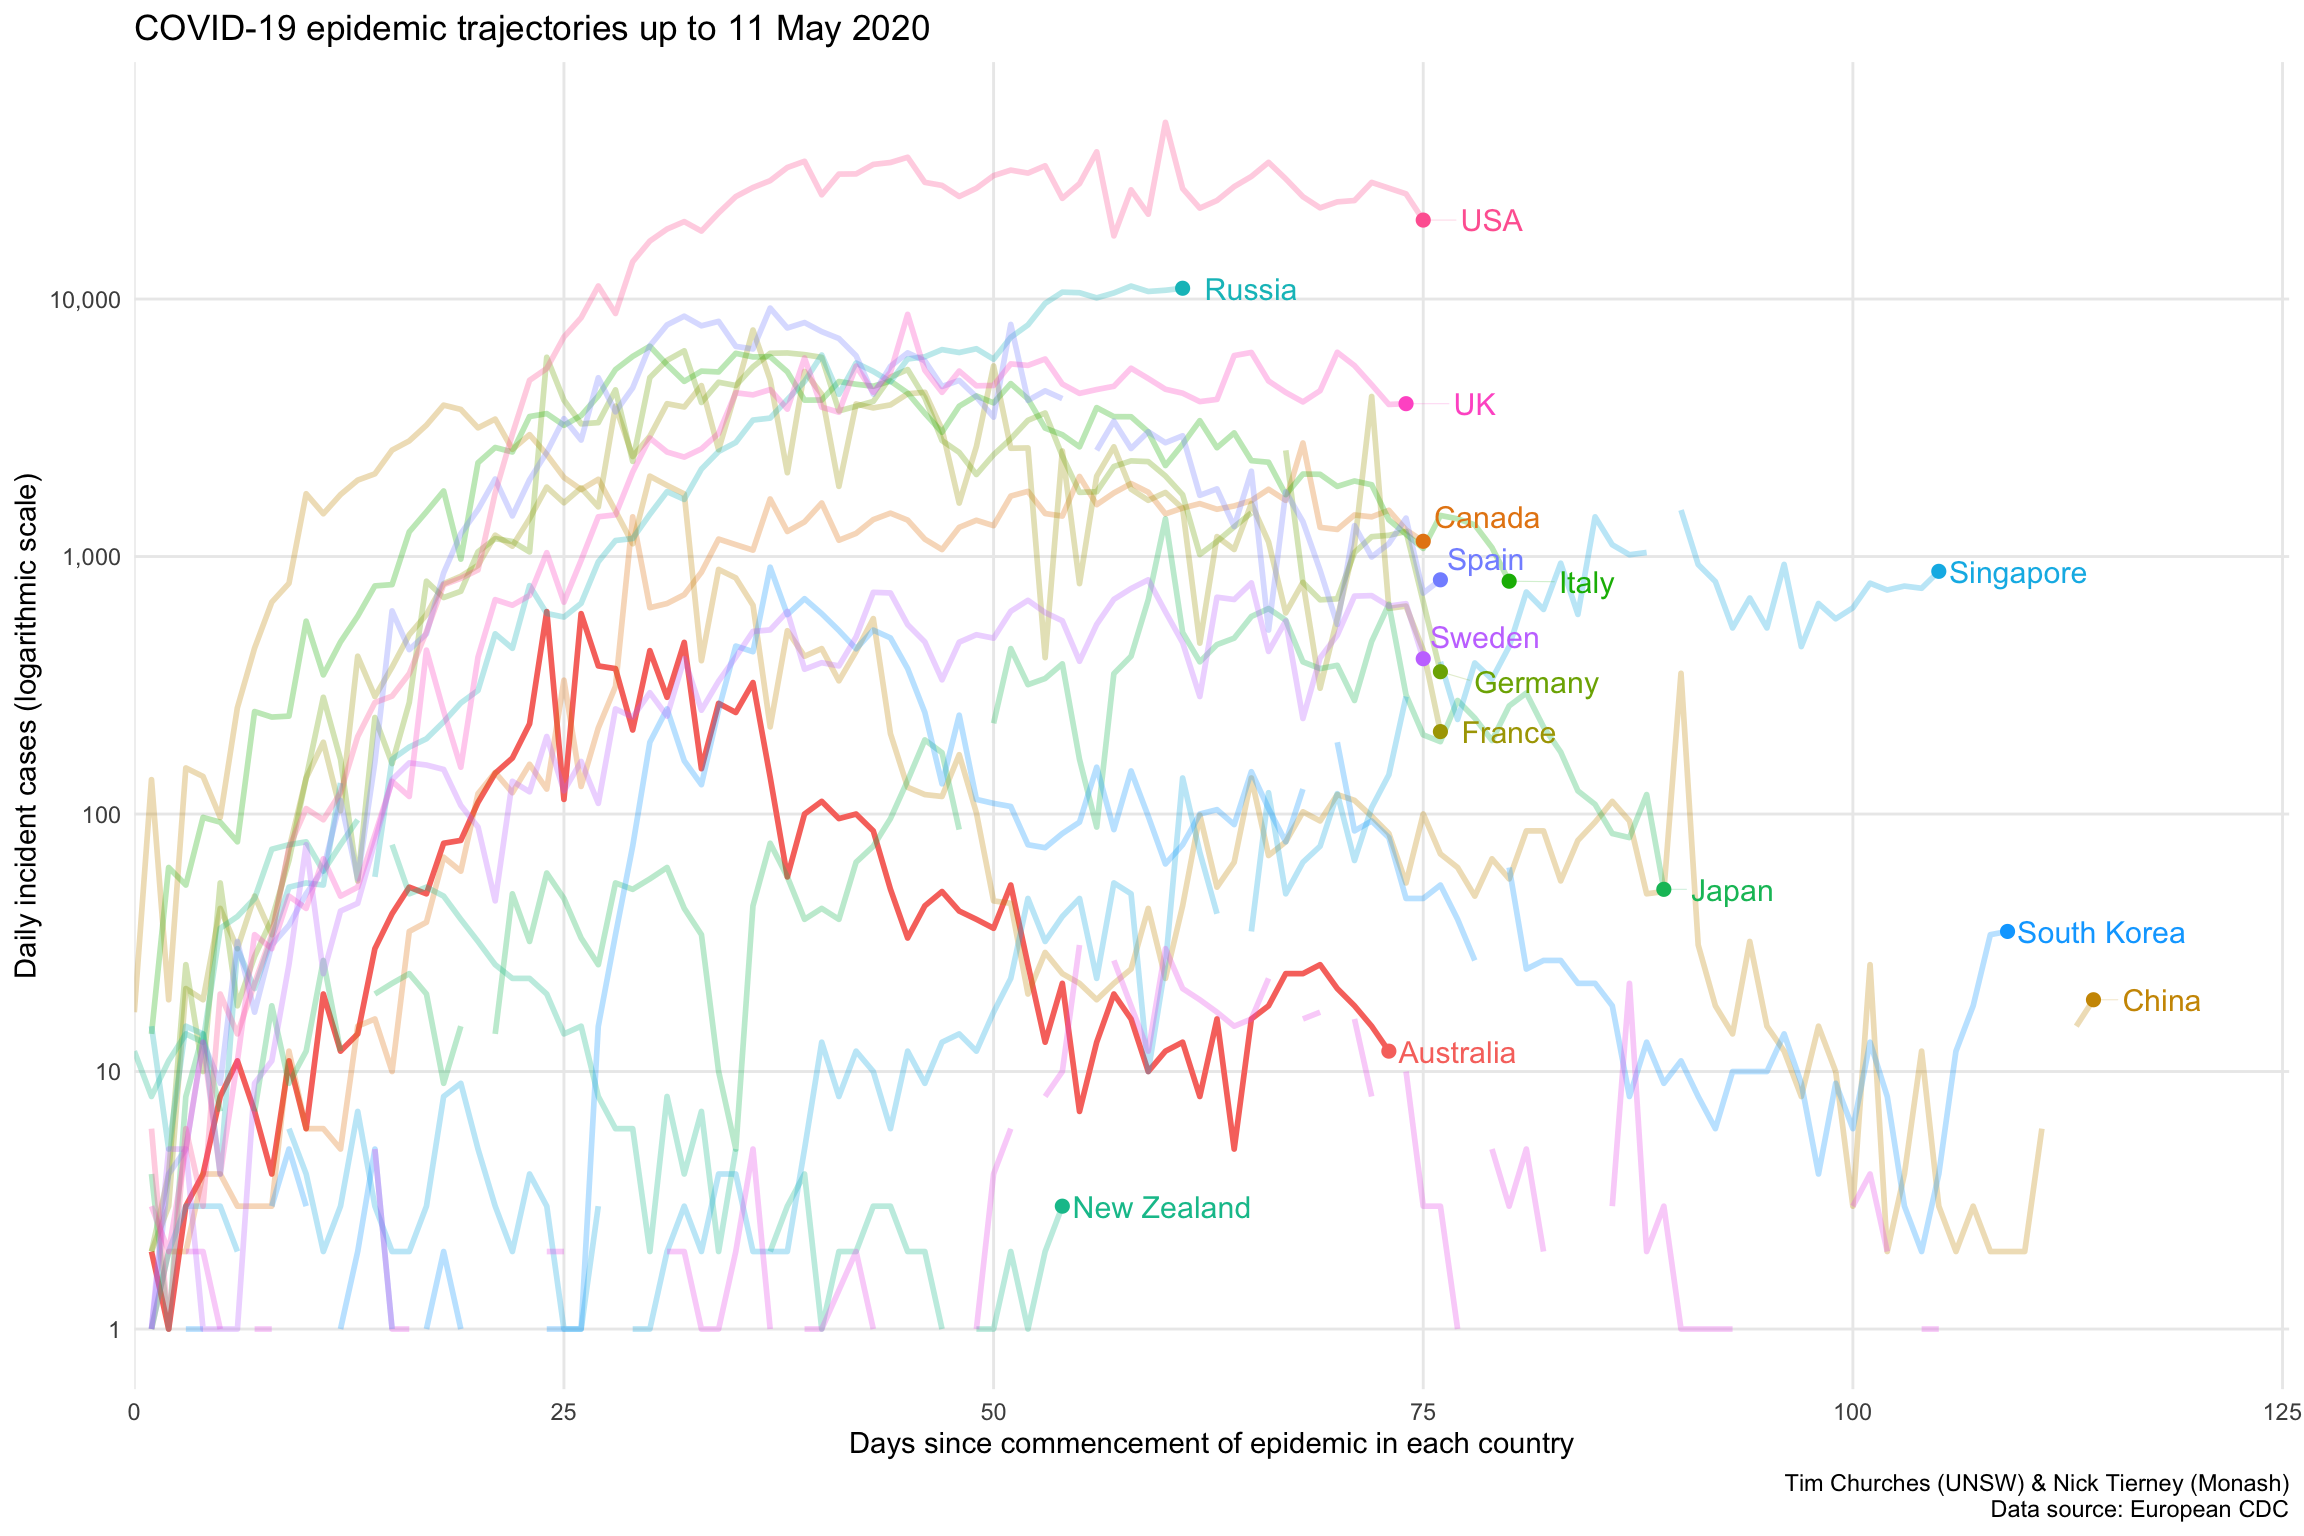 COVID-19 epidemic trajectories up to 11 May 2020
Daily incident cases (logarithmic scale)
10,000
1,000
100
10
1
USA
Russia
UK
Canada
Spain
Italy
Singapore
Sweden
Germany
France
Japan
South Korea
China
Australia
New Zealand
0 25 50 75 100 125
Days since commencement of epidemic in each country
Tim Churches (UNSW) & Nick Tierney (Monash)
Data source: European CDC